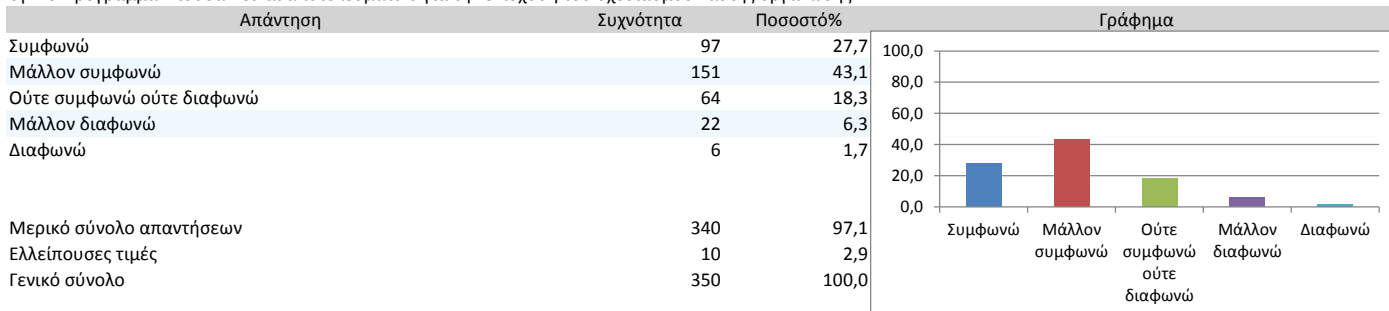 Απάντηση Συχνότητα Ποσοστό% Γράφημα
Συμφωνώ 97 27,7
Μάλλον συμφωνώ 151 43,1
Ούτε συμφωνώ ούτε διαφωνώ 64 18,3
Μάλλον διαφωνώ 22 6,3
Διαφωνώ 6 1,7
Μερικό σύνολο απαντήσεων 340 97,1
Ελλείπουσες τιμές 10 2,9
Γενικό σύνολο 350 100,0
100,0
80,0
60,0
40,0
20,0
0,0
Συμφωνώ Μάλλον Ούτε Μάλλον Διαφωνώ
συμφωνώ συμφωνώ διαφωνώ
ούτε
διαφωνώ